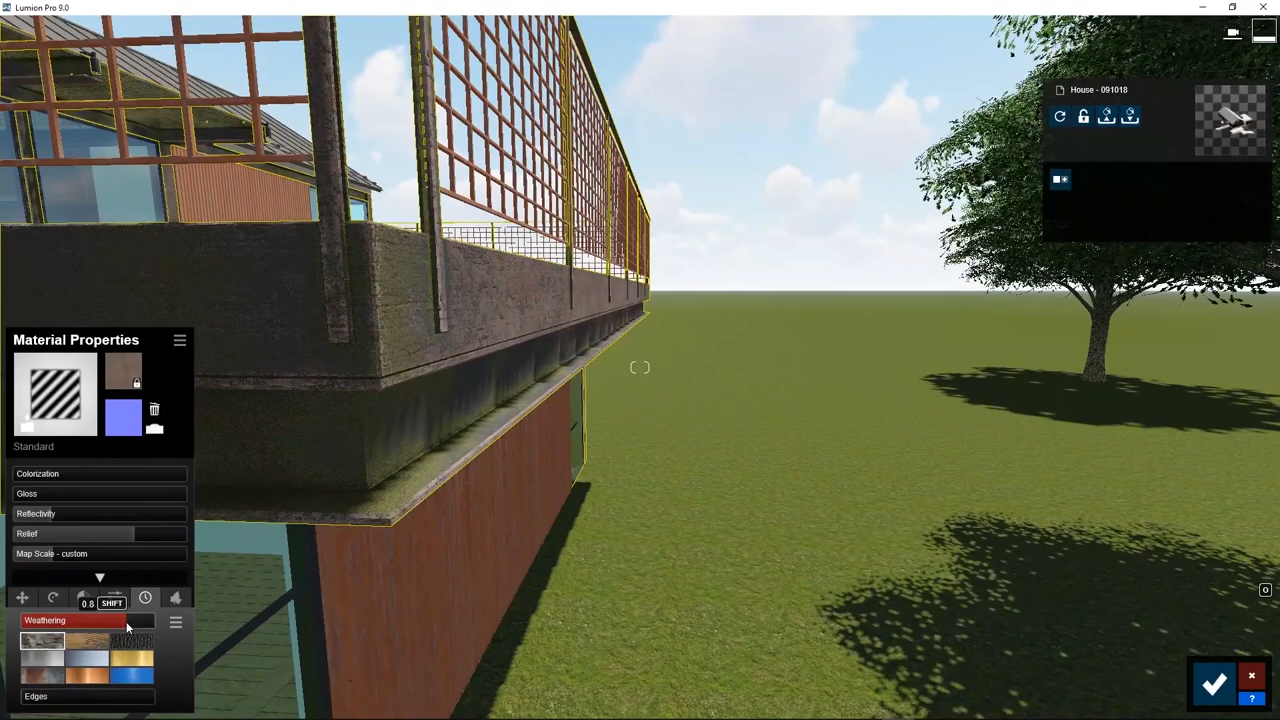 Lumion Pro 9.0
House - 091018
Material Properties
Standard
Colorization
Gloss
Reflectivity
Relief
Map Scale - custom
0.8 SHIFT
Weathering
Edges
O
?